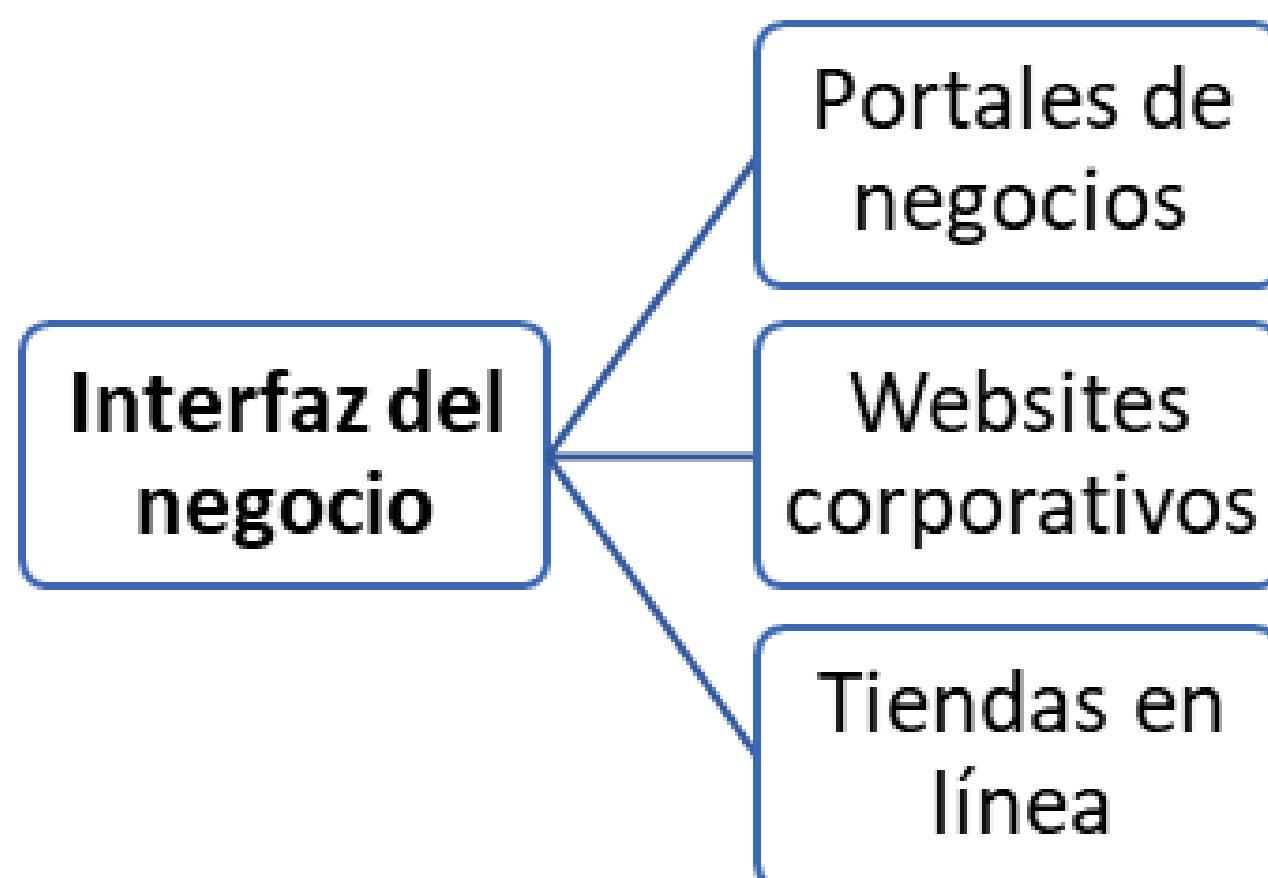 Portales de
negocios
Interfaz del
negocio
Websites
corporativos
Tiendas en
línea